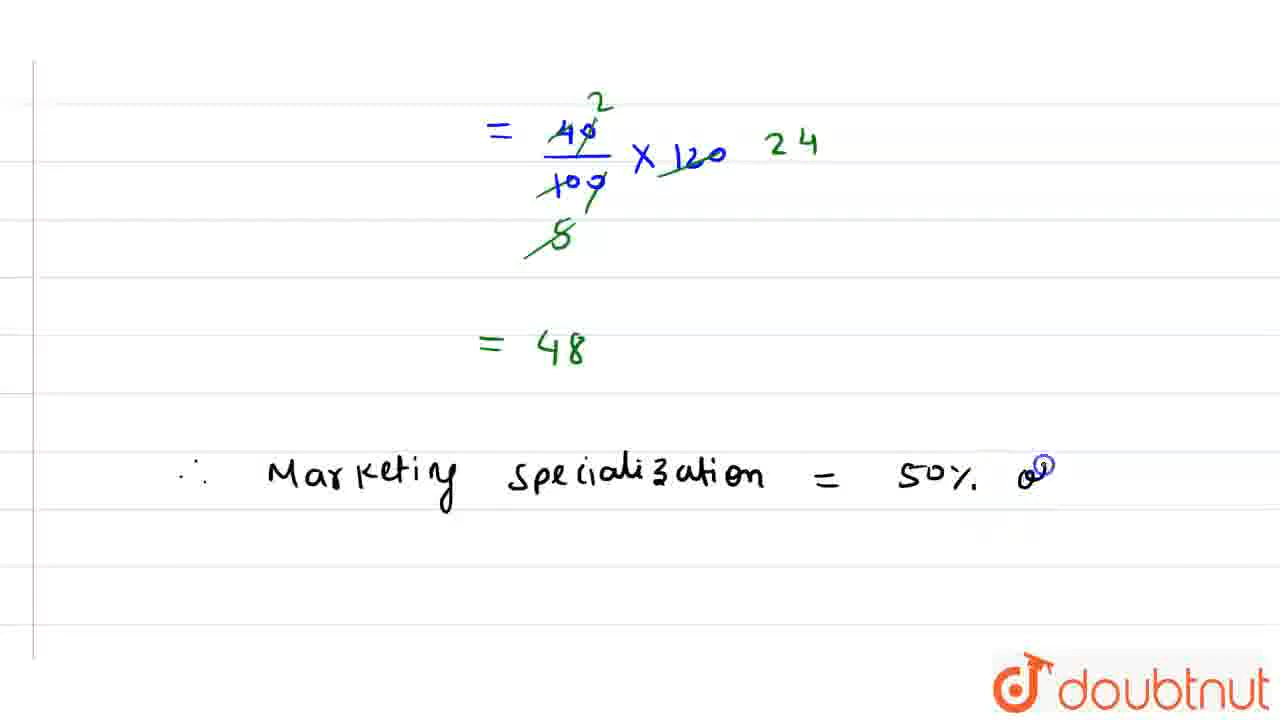 = 40/100 × 120 2 24
5
= 48
∴ Marketing specialization = 50% o
doubtnut